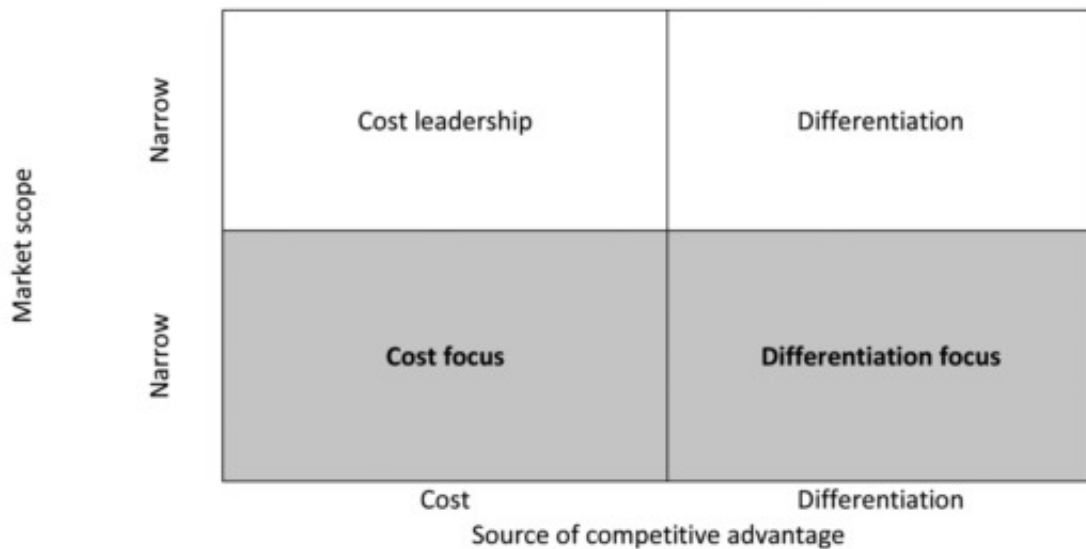 Market scope
Narrow
Cost leadership
Differentiation
Narrow
Cost focus
Differentiation focus
Cost
Differentiation
Source of competitive advantage